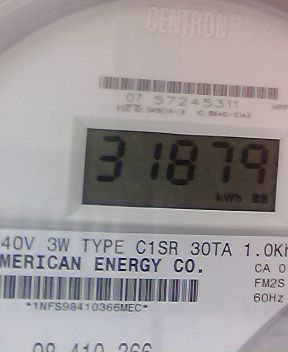 CENTRON®
07 57245311
31879
kWh
40V 3W TYPE C1SR 30TA 1.0Kh
MERICAN ENERGY CO.
CA 0
FM2S
60Hz
*1NFS98410366MEC*